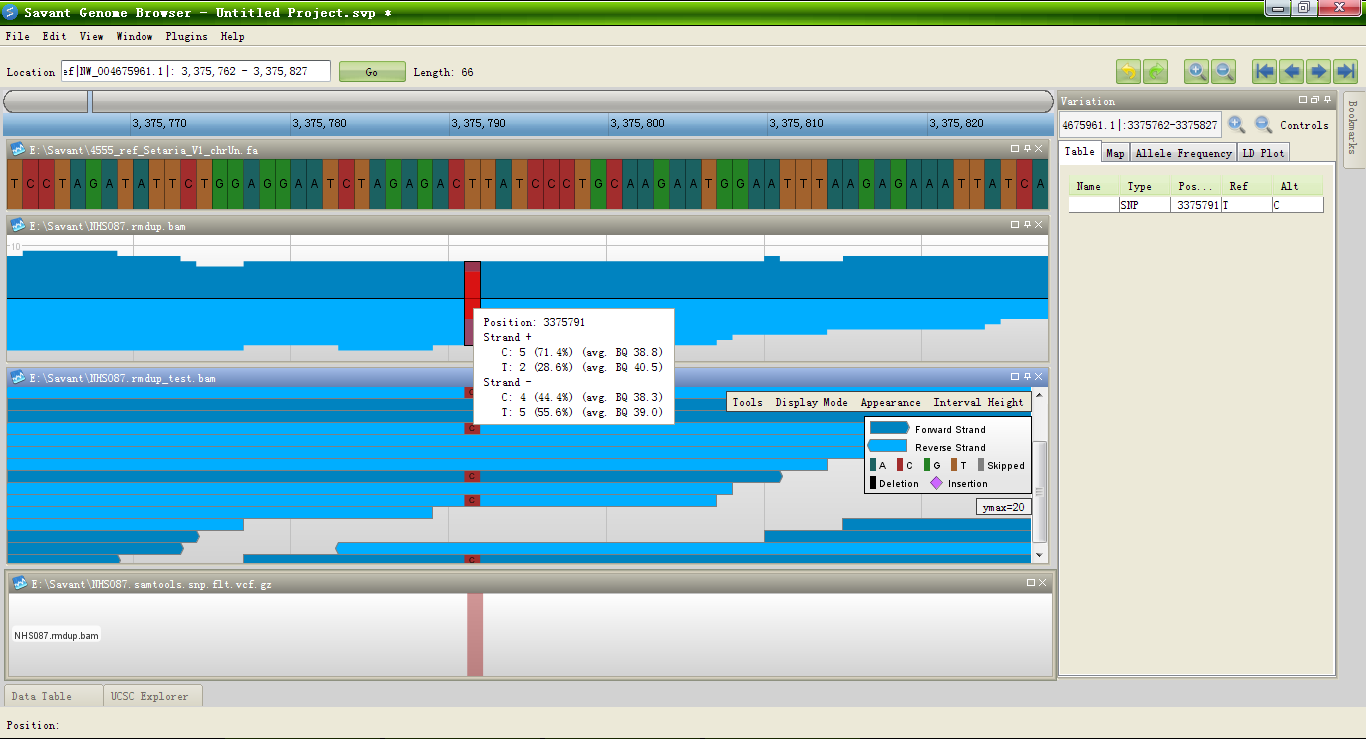 Savant Genome Browser - Untitled Project.svp *
File Edit View Window Plugins Help
Location ef|NW_004675961.1|: 3,375,762 - 3,375,827 Go Length: 66
3,375,770 3,375,780 3,375,790 3,375,800 3,375,810 3,375,820
E:\Savant\4555_ref_Setaria_V1_chrUn.fa
T C C T A G A T A T T C T G G A G G A A T C T A G A G A C T T A T C C C T G C A A G A A T G G A A T T T A A G A G A A A T T A T C A
E:\Savant\NHS087.rmdup.bam
10
Position: 3375791
Strand +
C: 5 (71.4%) (avg. BQ 38.8)
T: 2 (28.6%) (avg. BQ 40.5)
Strand -
C: 4 (44.4%) (avg. BQ 38.3)
T: 5 (55.6%) (avg. BQ 39.0)
E:\Savant\NHS087.rmdup_test.bam
Tools Display Mode Appearance Interval Height
C
C
C
C
C
Forward Strand
Reverse Strand
A C G T Skipped
Deletion Insertion
ymax=20
E:\Savant\NHS087.samtools.snp.flt.vcf.gz
NHS087.rmdup.bam
Variation
4675961.1|:3375762-3375827 Controls
Table Map Allele Frequency LD Plot
Name Type Pos... Ref Alt
SNP 3375791 T C
Bookmarks
Data Table UCSC Explorer
Position: